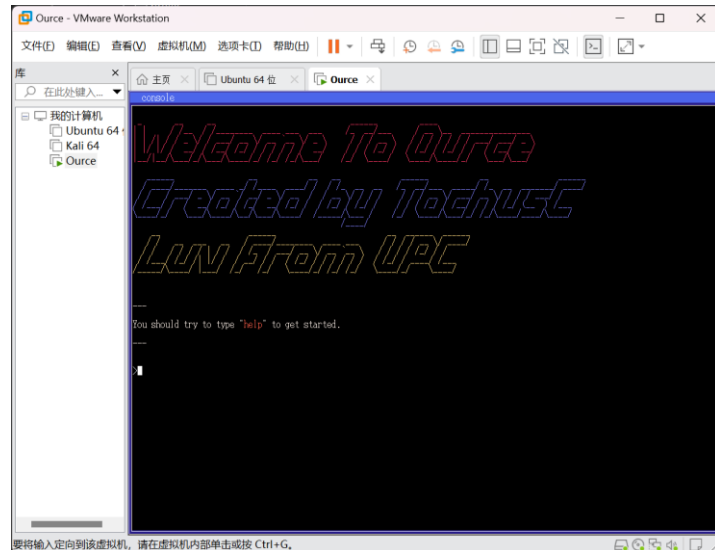 Ource - VMware Workstation
文件(F) 编辑(E) 查看(V) 虚拟机(M) 选项卡(T) 帮助(H)
库
在此处键入...
我的计算机
Ubuntu 64
Kali 64
Ource
主页
Ubuntu 64 位
Ource
console
Welcome To Ource
Created by TachusC
Luv From UPC
---
You should try to type "help" to get started.
---
>
要将输入定向到该虚拟机，请在虚拟机内部单击或按 Ctrl+G。